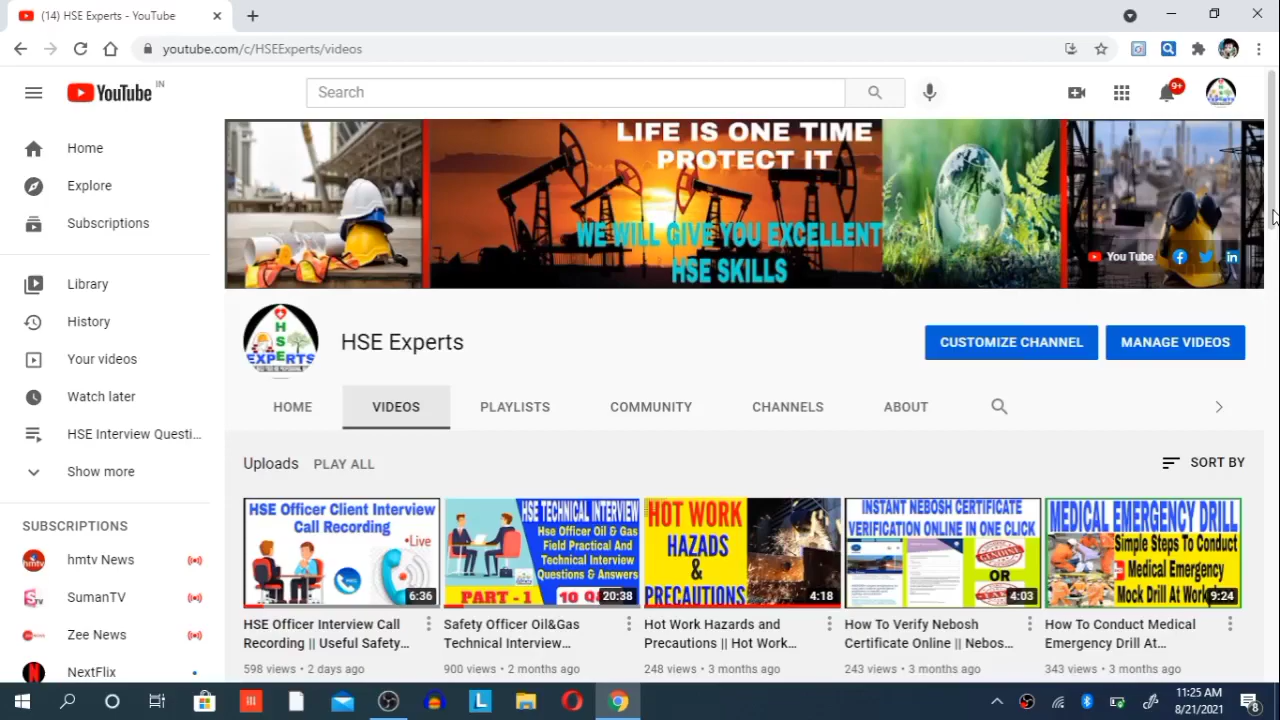 (14) HSE Experts - YouTube
youtube.com/c/HSEExperts/videos
YouTube IN
Search
9+
LIFE IS ONE TIME
PROTECT IT
WE WILL GIVE YOU EXCELLENT
HSE SKILLS
You Tube
Home
Explore
Subscriptions
Library
History
Your videos
Watch later
HSE Interview Questi...
Show more
SUBSCRIPTIONS
hmtv News
SumanTV
Zee News
NextFlix
HSE
EXPERTS
HSE Experts
CUSTOMIZE CHANNEL
MANAGE VIDEOS
HOME
VIDEOS
PLAYLISTS
COMMUNITY
CHANNELS
ABOUT
Uploads
PLAY ALL
SORT BY
HSE Officer Client Interview
Call Recording
Live
6:36
HSE Officer Interview Call
Recording || Useful Safety...
598 views • 2 days ago
HSE TECHNICAL INTERVIEW
Hse Officer Oil & Gas
Field Practical And
Technical Interview
Questions & Answers
PART - 1
10 Q
20:38
Safety Officer Oil&Gas
Technical Interview...
900 views • 2 months ago
HOT WORK
HAZADS
&
PRECAUTIONS
4:18
Hot Work Hazards and
Precautions || Hot Work...
248 views • 3 months ago
INSTANT NEBOSH CERTIFICATE
VERIFICATION ONLINE IN ONE CLICK
OR
4:03
How To Verify Nebosh
Certificate Online || Nebos...
243 views • 3 months ago
MEDICAL EMERGENCY DRILL
Simple Steps To Conduct
Medical Emergency
Mock Drill At Work
9:24
How To Conduct Medical
Emergency Drill At...
343 views • 3 months ago
11:25 AM
8/21/2021
8